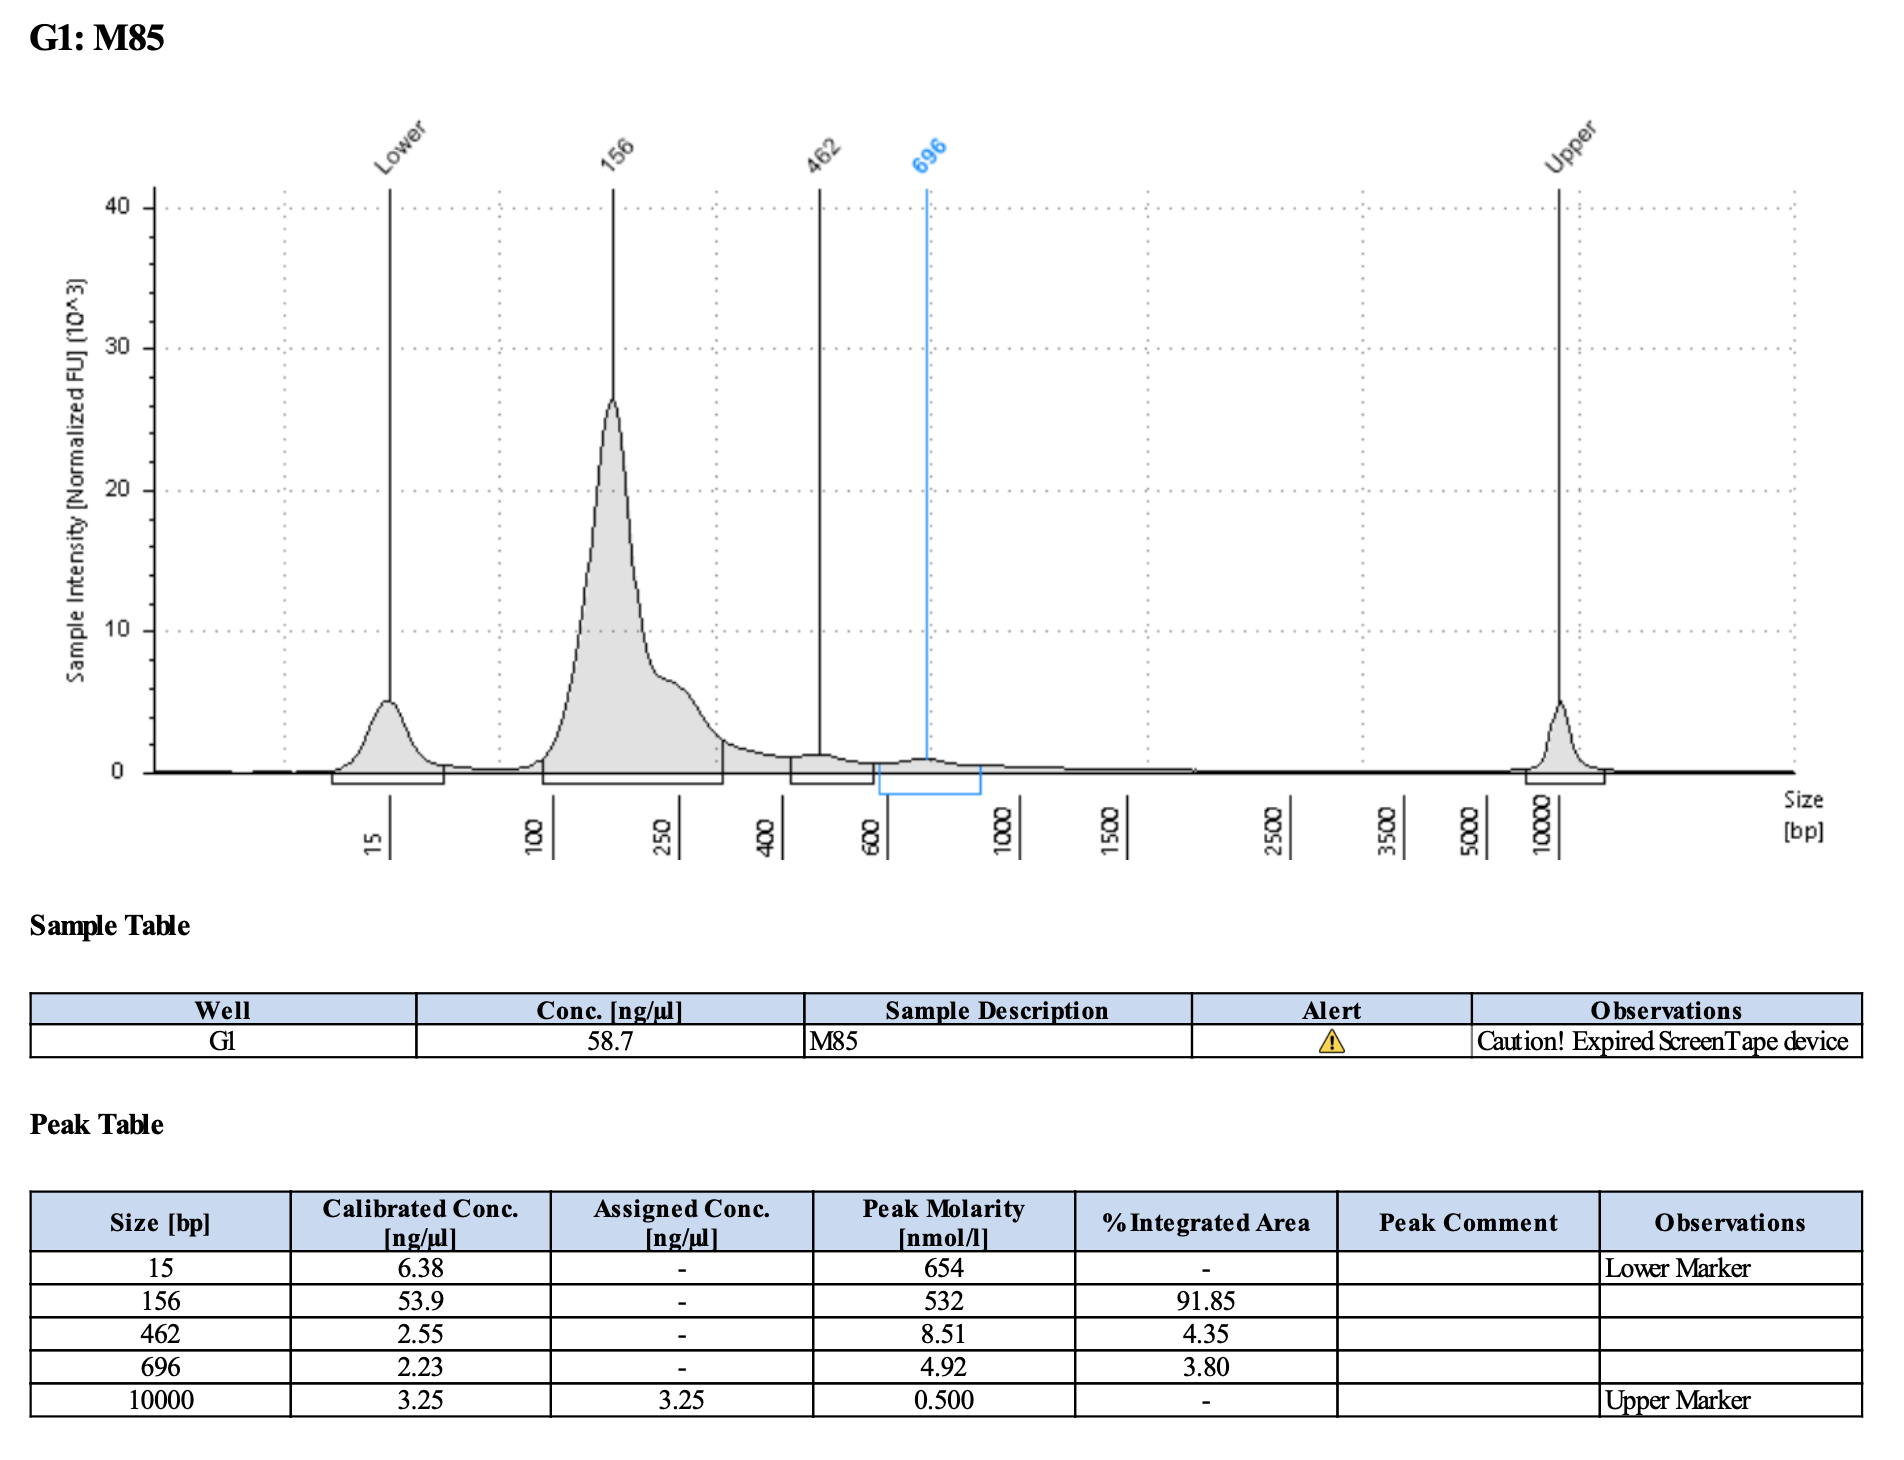 G1: M85
Lower
156
462
696
Upper
Sample Intensity [Normalized FU] (10^3)
40
30
20
10
0
15
100
250
400
600
1000
1500
2500
3500
5000
10000
Size
[bp]
Sample Table
Well Conc. [ng/µl] Sample Description Alert Observations
G1 58.7 M85 Caution! Expired ScreenTape device
Peak Table
Size [bp] Calibrated Conc. [ng/µl] Assigned Conc. [ng/µl] Peak Molarity [nmol/l] % Integrated Area Peak Comment Observations
15 6.38 - 654 - Lower Marker
156 53.9 - 532 91.85
462 2.55 - 8.51 4.35
696 2.23 - 4.92 3.80
10000 3.25 3.25 0.500 - Upper Marker